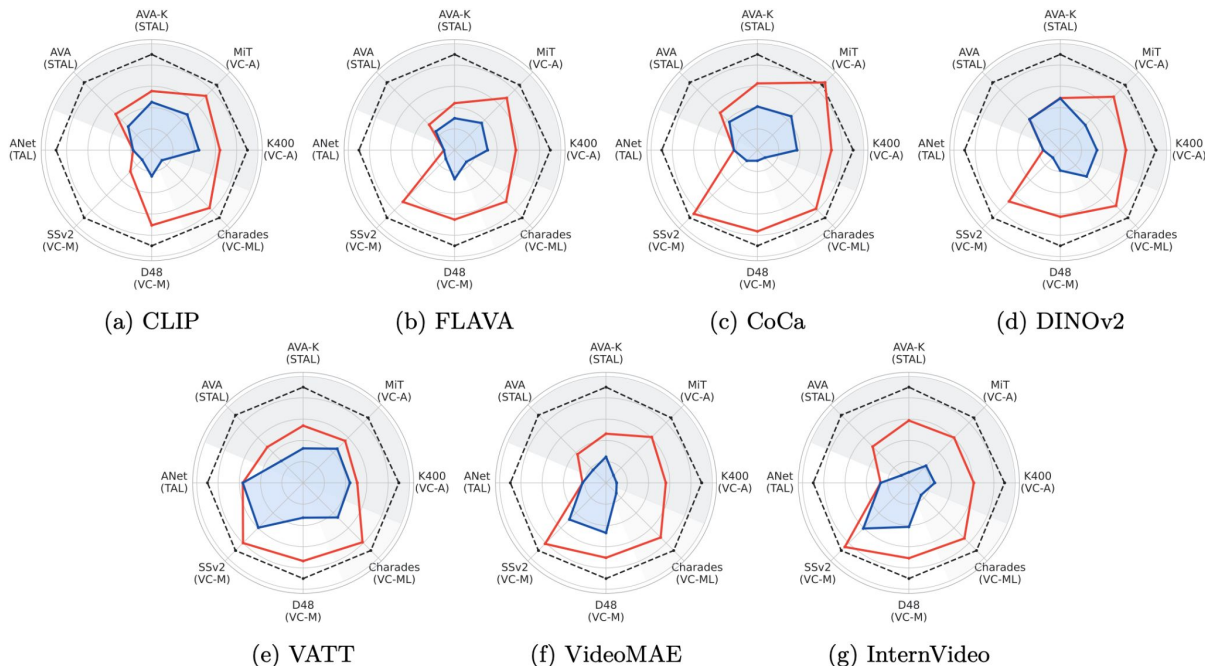 AVA-K
(STAL)
AVA
(STAL)
MiT
(VC-A)
ANet
(TAL)
K400
(VC-A)
SSv2
(VC-M)
Charades
(VC-ML)
D48
(VC-M)
(a) CLIP
AVA-K
(STAL)
AVA
(STAL)
MiT
(VC-A)
ANet
(TAL)
K400
(VC-A)
SSv2
(VC-M)
Charades
(VC-ML)
D48
(VC-M)
(b) FLAVA
AVA-K
(STAL)
AVA
(STAL)
MiT
(VC-A)
ANet
(TAL)
K400
(VC-A)
SSv2
(VC-M)
Charades
(VC-ML)
D48
(VC-M)
(c) CoCa
AVA-K
(STAL)
AVA
(STAL)
MiT
(VC-A)
ANet
(TAL)
K400
(VC-A)
SSv2
(VC-M)
Charades
(VC-ML)
D48
(VC-M)
(d) DINOv2
AVA-K
(STAL)
AVA
(STAL)
MiT
(VC-A)
ANet
(TAL)
K400
(VC-A)
SSv2
(VC-M)
Charades
(VC-ML)
D48
(VC-M)
(e) VATT
AVA-K
(STAL)
AVA
(STAL)
MiT
(VC-A)
ANet
(TAL)
K400
(VC-A)
SSv2
(VC-M)
Charades
(VC-ML)
D48
(VC-M)
(f) VideoMAE
AVA-K
(STAL)
AVA
(STAL)
MiT
(VC-A)
ANet
(TAL)
K400
(VC-A)
SSv2
(VC-M)
Charades
(VC-ML)
D48
(VC-M)
(g) InternVideo